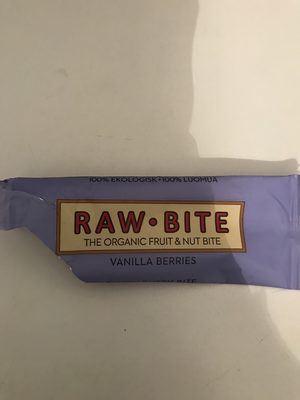 100% EKOLOGISK • 100% LUOMUA
RAW • BITE
THE ORGANIC FRUIT & NUT BITE
VANILLA BERRIES